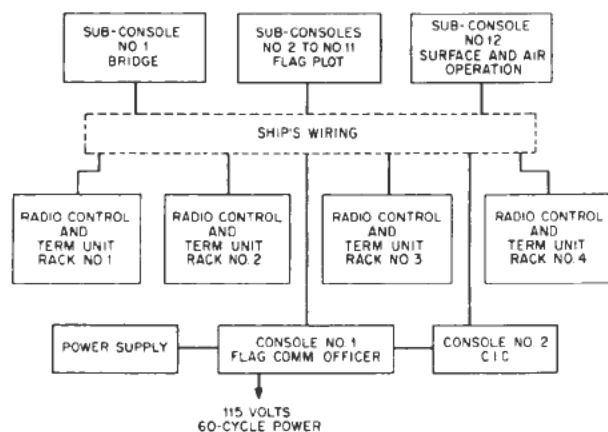 SUB-CONSOLE
NO 1
BRIDGE
SUB-CONSOLES
NO 2 TO NO 11
FLAG PLOT
SUB-CONSOLE
NO 12
SURFACE AND AIR
OPERATION
SHIP'S WIRING
RADIO CONTROL
AND
TERM UNIT
RACK NO. 1
RADIO CONTROL
AND
TERM UNIT
RACK NO. 2
RADIO CONTROL
AND
TERM UNIT
RACK NO. 3
RADIO CONTROL
AND
TERM UNIT
RACK NO. 4
POWER SUPPLY
CONSOLE NO. 1
FLAG COMM OFFICER
CONSOLE NO. 2
C I C
115 VOLTS
60-CYCLE POWER